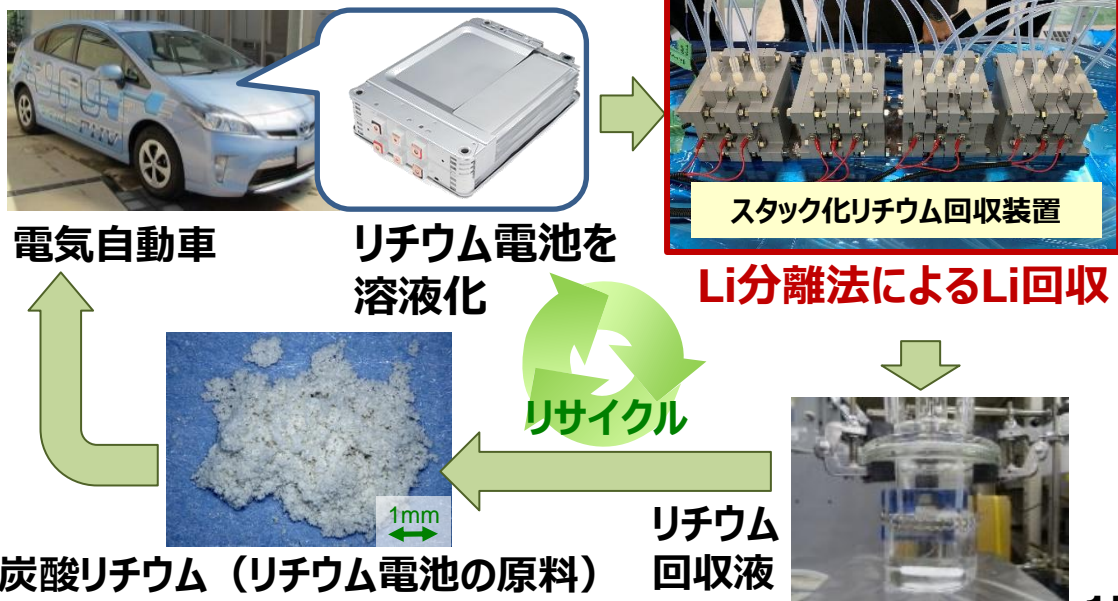 スタック化リチウム回収装置
電気自動車
リチウム電池を
溶液化
Li分離法によるLi回収
リサイクル
1mm
リチウム
回収液
炭酸リチウム（リチウム電池の原料）
PHV